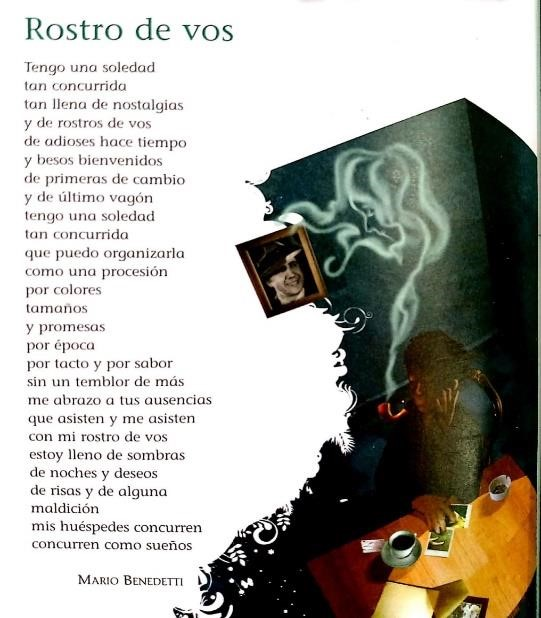 Rostro de vos
Tengo una soledad
tan concurrida
tan llena de nostalgias
y de rostros de vos
de adioses hace tiempo
y besos bienvenidos
de primeras de cambio
y de último vagón
tengo una soledad
tan concurrida
que puedo organizarla
como una procesión
por colores
tamaños
y promesas
por época
por tacto y por sabor
sin un temblor de más
me abrazo a tus ausencias
que asisten y me asisten
con mi rostro de vos
estoy lleno de sombras
de noches y deseos
de risas y de alguna
maldición
mis huéspedes concurren
concurren como sueños
MARIO BENEDETTI